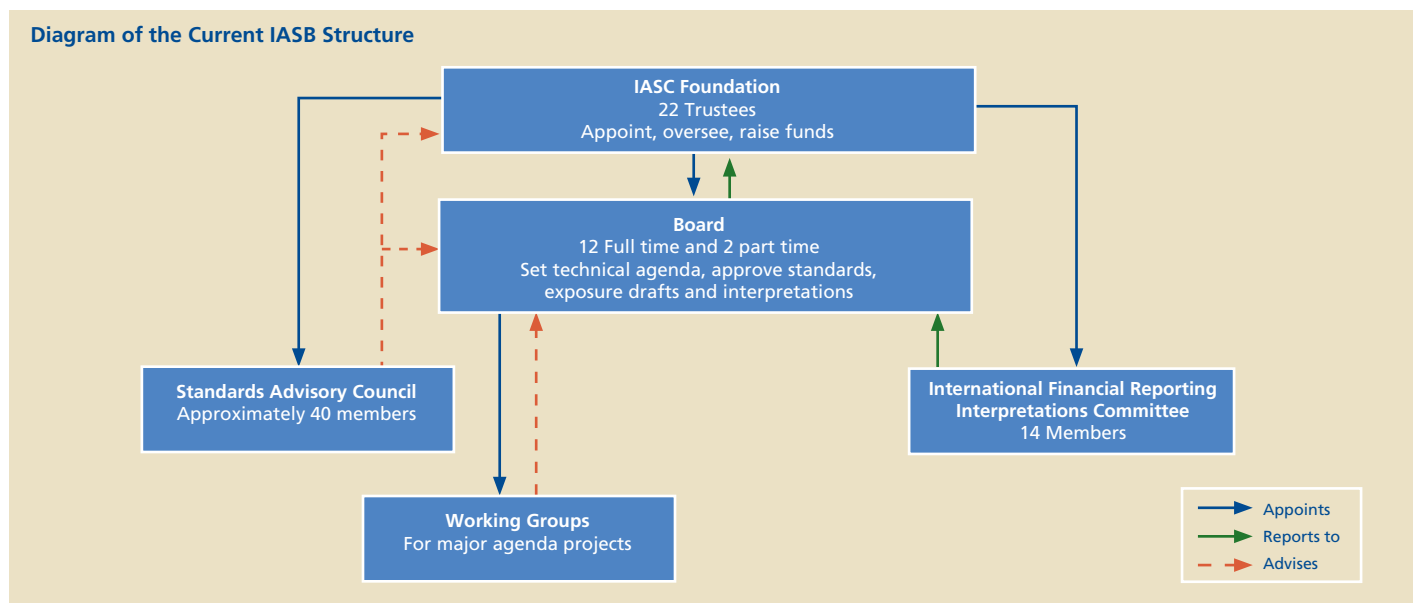 Diagram of the Current IASB Structure
IASC Foundation
22 Trustees
Appoint, oversee, raise funds
Board
12 Full time and 2 part time
Set technical agenda, approve standards,
exposure drafts and interpretations
Standards Advisory Council
Approximately 40 members
International Financial Reporting
Interpretations Committee
14 Members
Working Groups
For major agenda projects
Appoints
Reports to
Advises